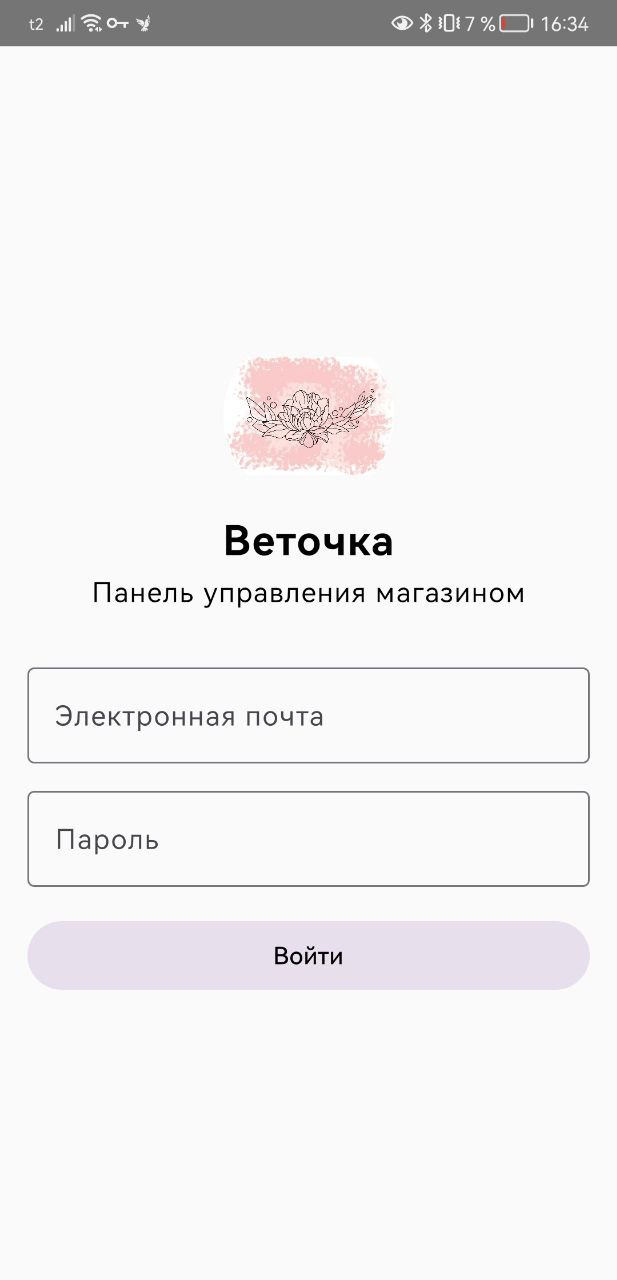 t2 7 % 16:34
Веточка
Панель управления магазином
Электронная почта
Пароль
Войти